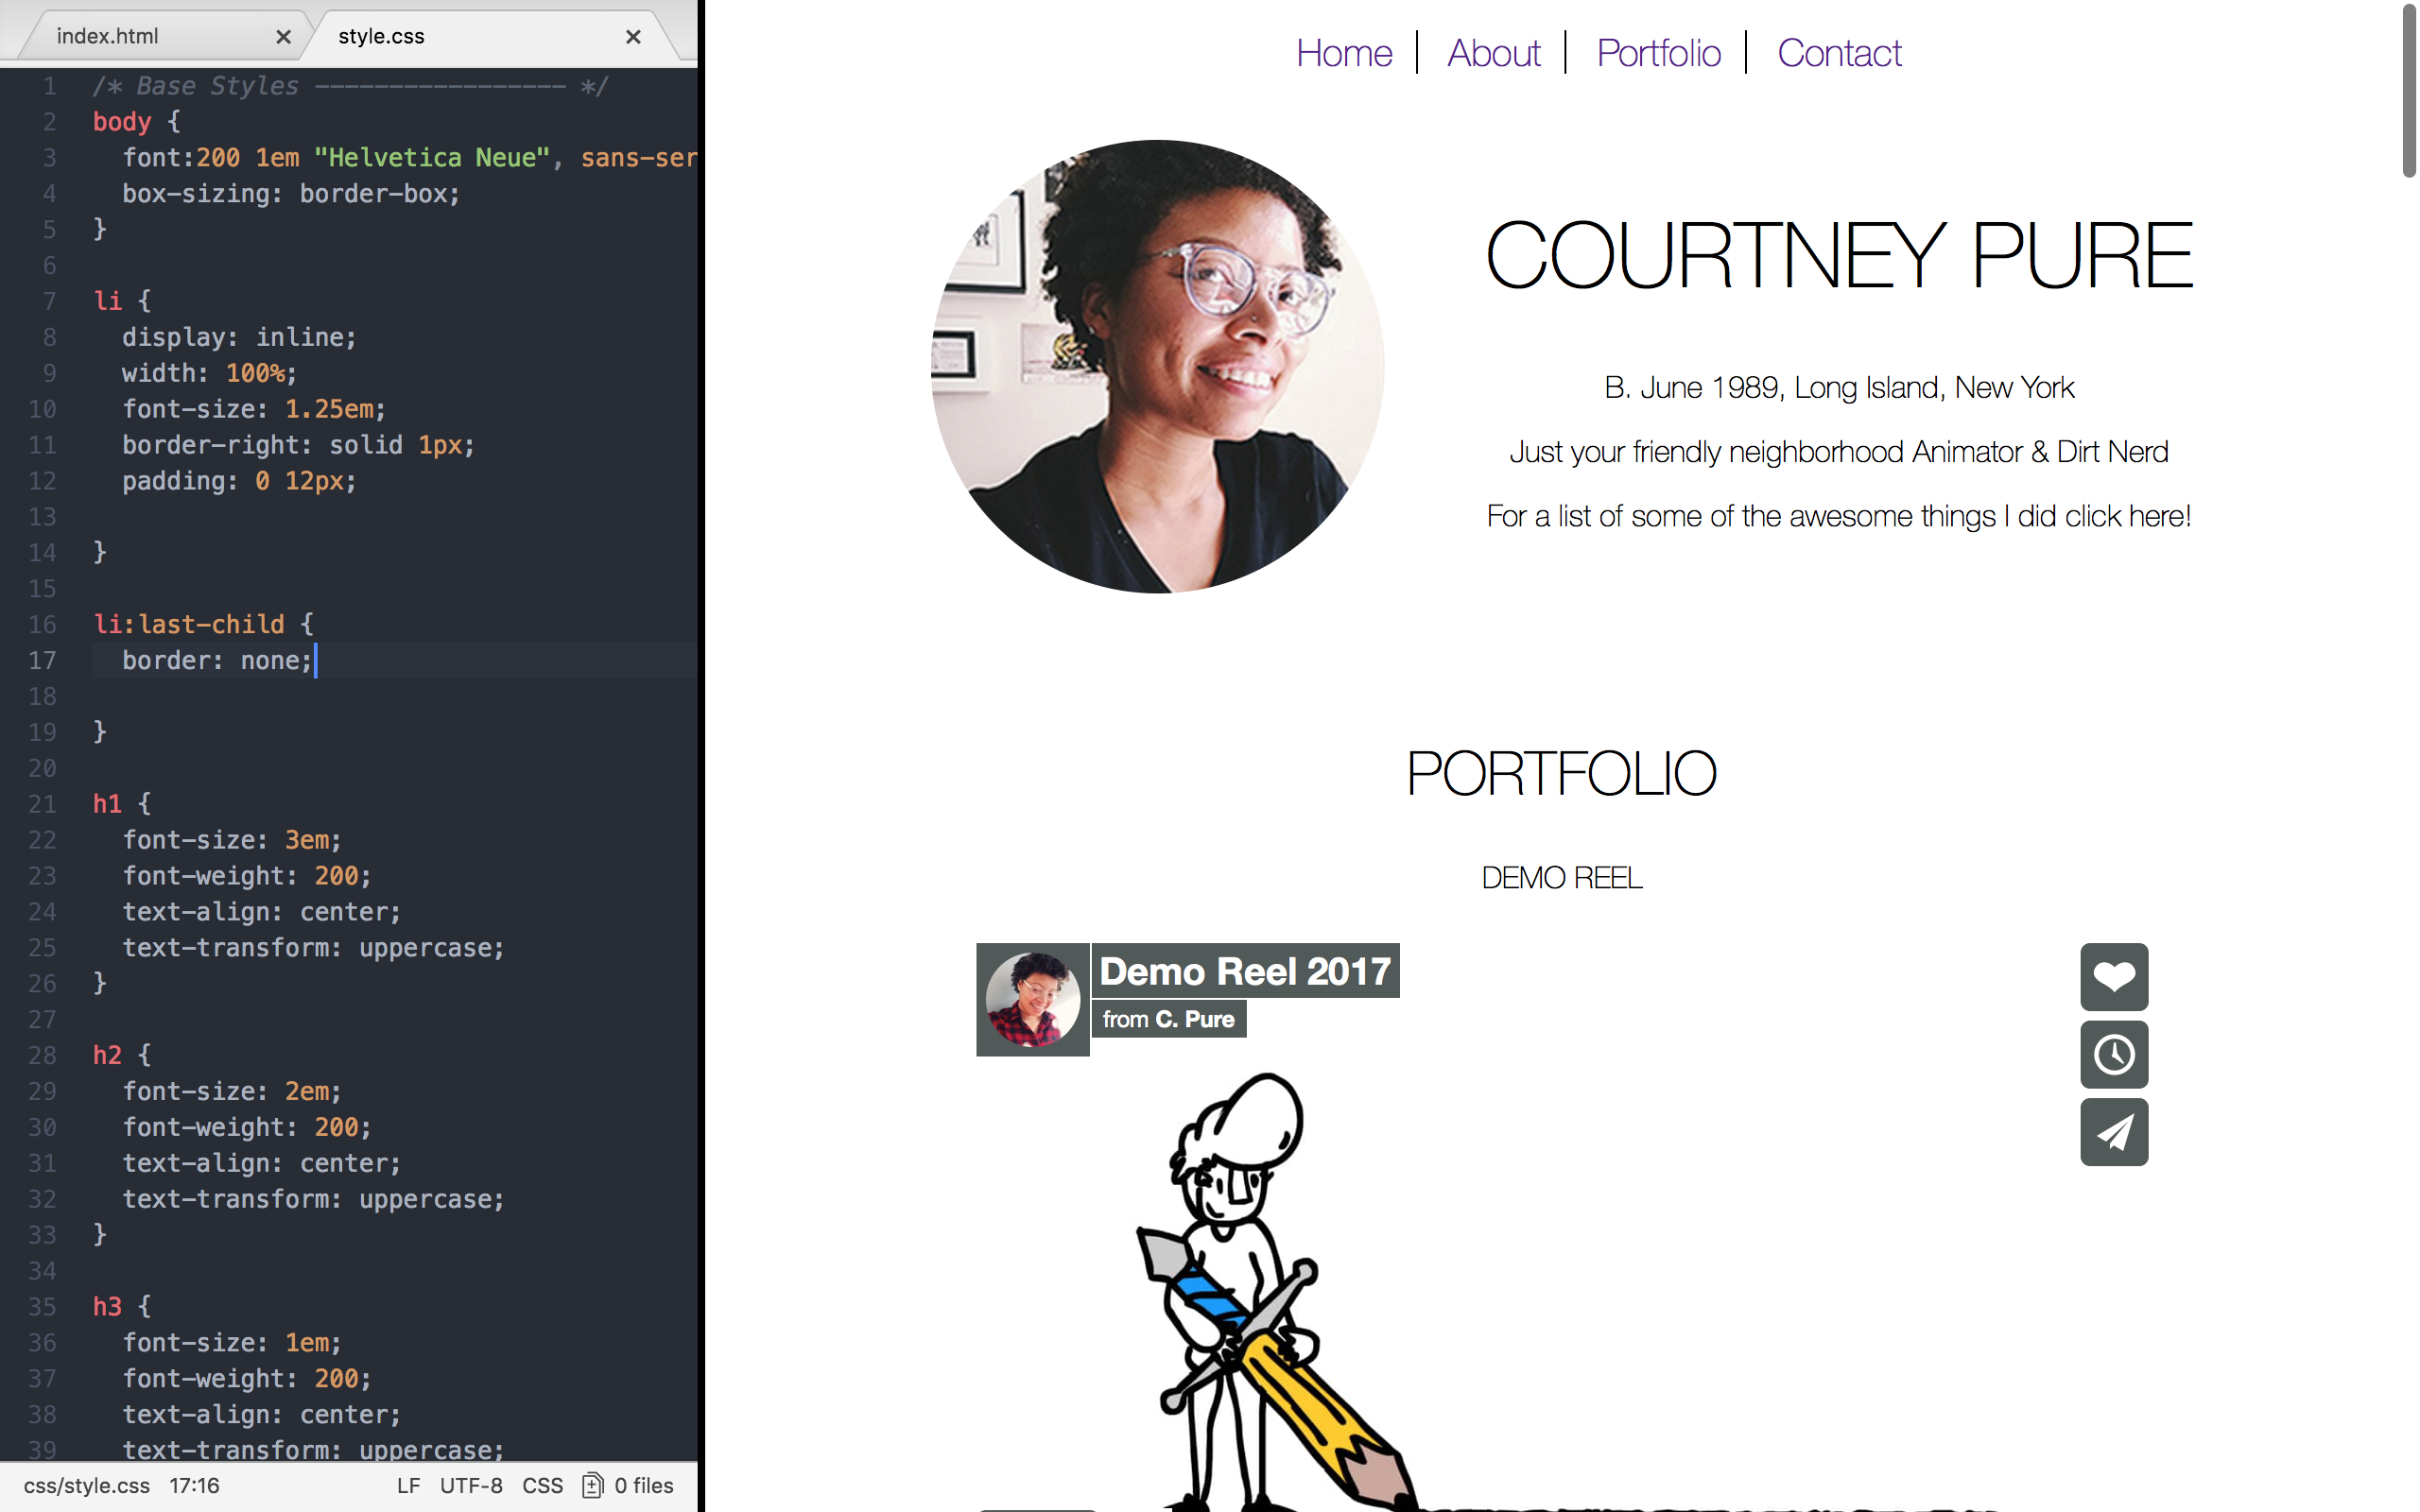 index.html
style.css
1 /* Base Styles ----------------- */
2 body {
3 font:200 1em "Helvetica Neue", sans-ser
4 box-sizing: border-box;
5 }
6
7 li {
8 display: inline;
9 width: 100%;
10 font-size: 1.25em;
11 border-right: solid 1px;
12 padding: 0 12px;
13
14 }
15
16 li:last-child {
17 border: none;
18
19 }
20
21 h1 {
22 font-size: 3em;
23 font-weight: 200;
24 text-align: center;
25 text-transform: uppercase;
26 }
27
28 h2 {
29 font-size: 2em;
30 font-weight: 200;
31 text-align: center;
32 text-transform: uppercase;
33 }
34
35 h3 {
36 font-size: 1em;
37 font-weight: 200;
38 text-align: center;
39 text-transform: uppercase;
css/style.css 17:16 LF UTF-8 CSS 0 files
Home About Portfolio Contact
COURTNEY PURE
B. June 1989, Long Island, New York
Just your friendly neighborhood Animator & Dirt Nerd
For a list of some of the awesome things I did click here!
PORTFOLIO
DEMO REEL
Demo Reel 2017
from C. Pure